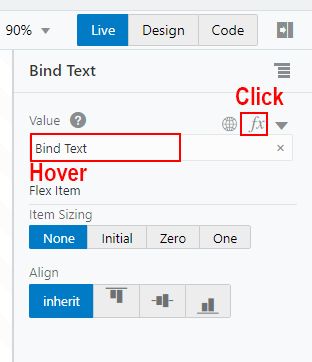 90% Live Design Code
Bind Text
Click
Value ? fx
Bind Text ×
Hover
Flex Item
Item Sizing
None Initial Zero One
Align
inherit